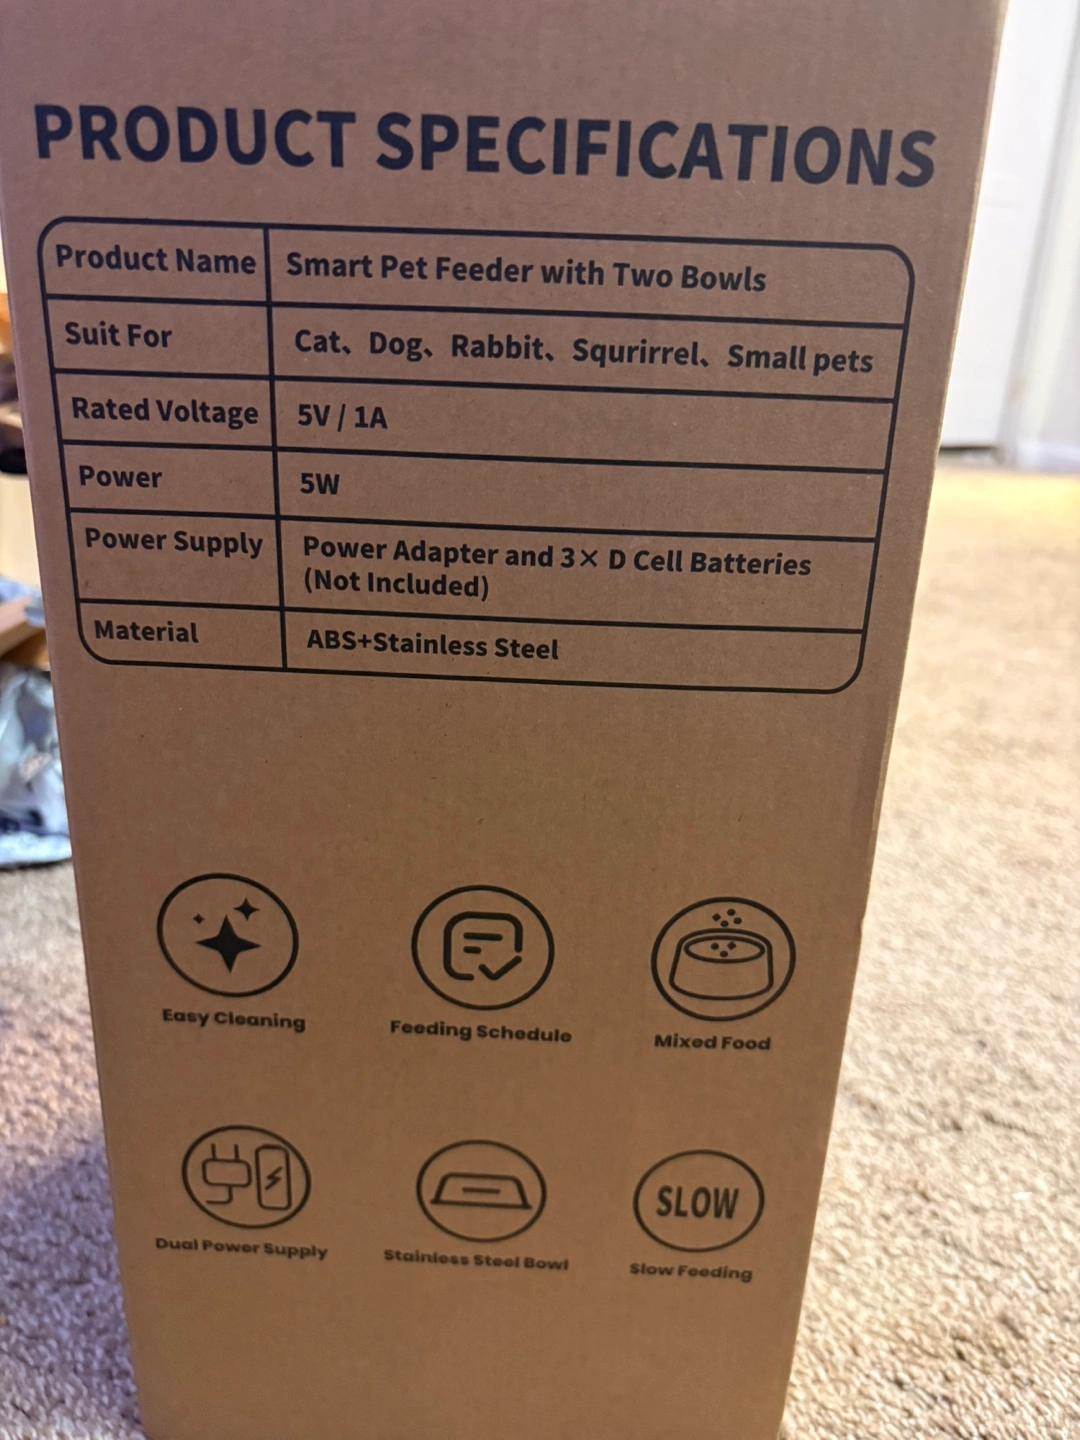 PRODUCT SPECIFICATIONS
Product Name Smart Pet Feeder with Two Bowls
Suit For Cat、Dog、Rabbit、Squrirrel、Small pets
Rated Voltage 5V / 1A
Power 5W
Power Supply Power Adapter and 3× D Cell Batteries
(Not Included)
Material ABS+Stainless Steel
Easy Cleaning Feeding Schedule Mixed Food
SLOW
Dual Power Supply Stainless Steel Bowl Slow Feeding